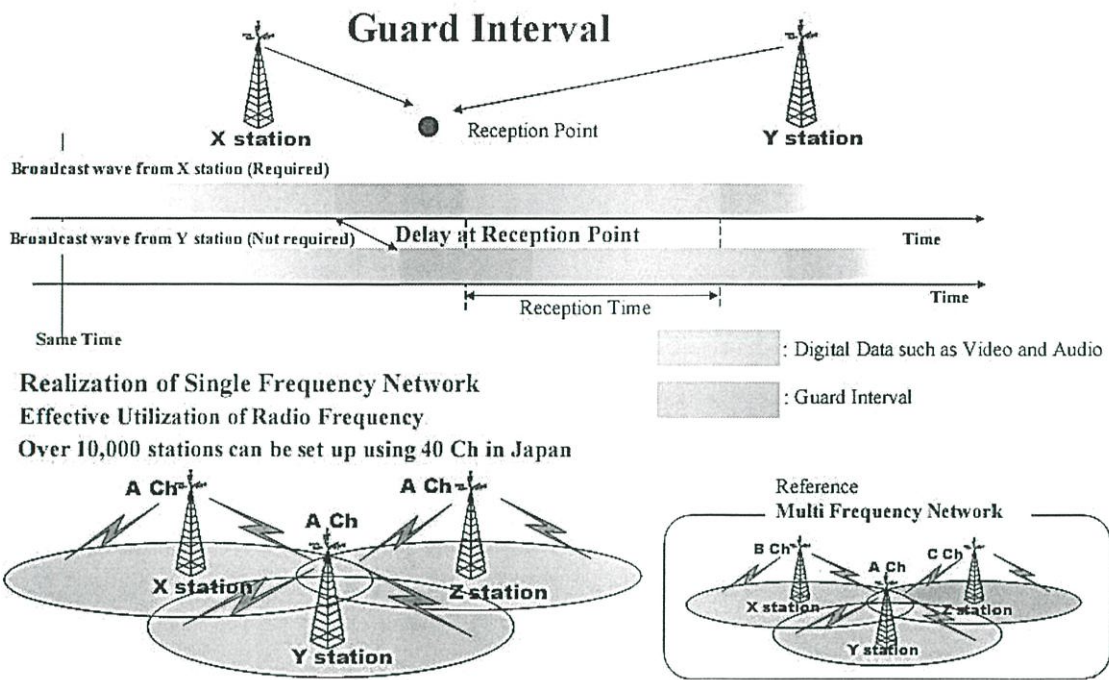 Guard Interval
X station
Reception Point
Y station
Broadcast wave from X station (Required)
Broadcast wave from Y station (Not required)
Delay at Reception Point
Time
Reception Time
Time
Same Time
: Digital Data such as Video and Audio
: Guard Interval
Realization of Single Frequency Network
Effective Utilization of Radio Frequency
Over 10,000 stations can be set up using 40 Ch in Japan
A Ch
A Ch
A Ch
X station
Z station
Y station
Reference
Multi Frequency Network
B Ch
A Ch
C Ch
X station
Z station
Y station